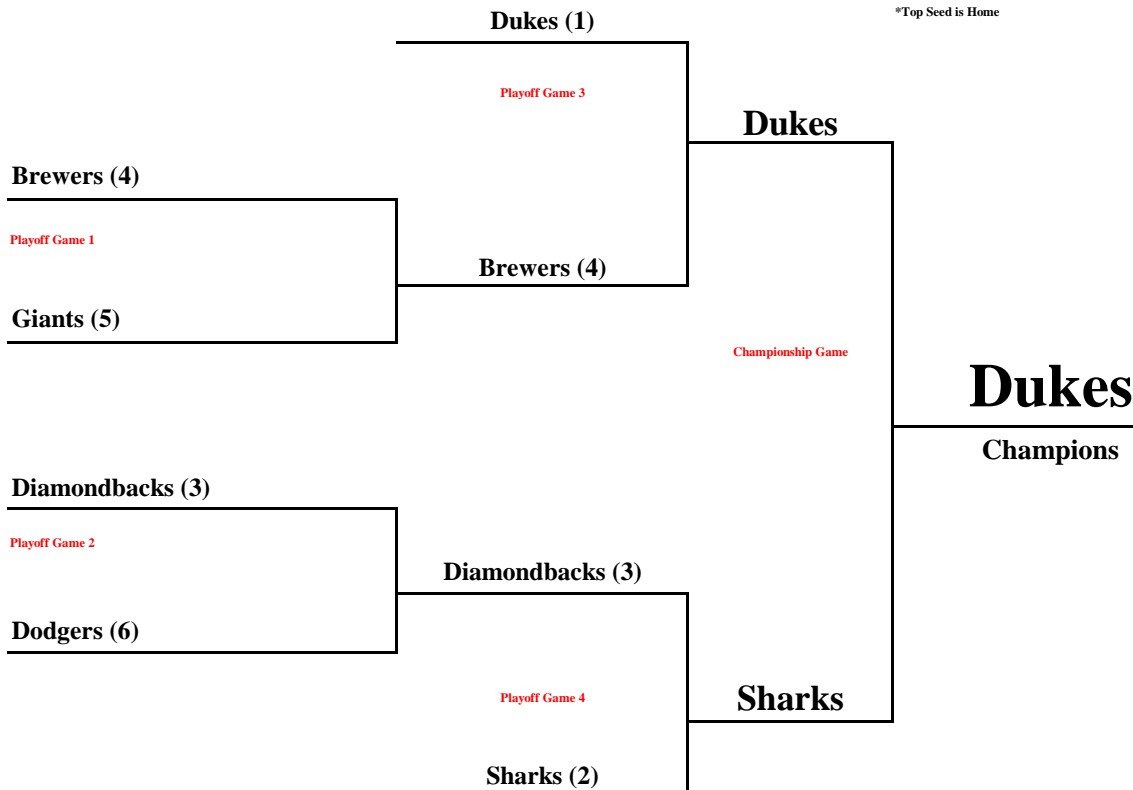 Dukes (1)
*Top Seed is Home
Playoff Game 3
Dukes
Brewers (4)
Playoff Game 1
Brewers (4)
Giants (5)
Championship Game
Dukes
Champions
Diamondbacks (3)
Playoff Game 2
Diamondbacks (3)
Dodgers (6)
Playoff Game 4
Sharks
Sharks (2)